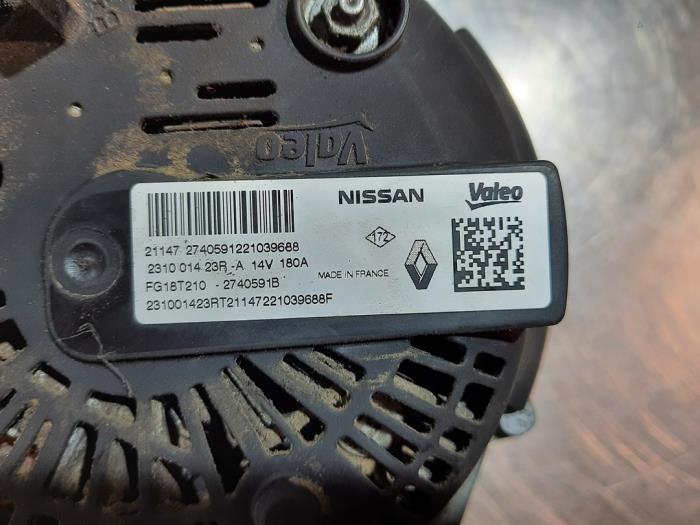 B+
Valeo
NISSAN Valeo
21147 2740591221039688
172
2310 014 23R -A 14V 180A
MADE IN FRANCE
FG18T210 - 2740591B
231001423RT21147221039688F